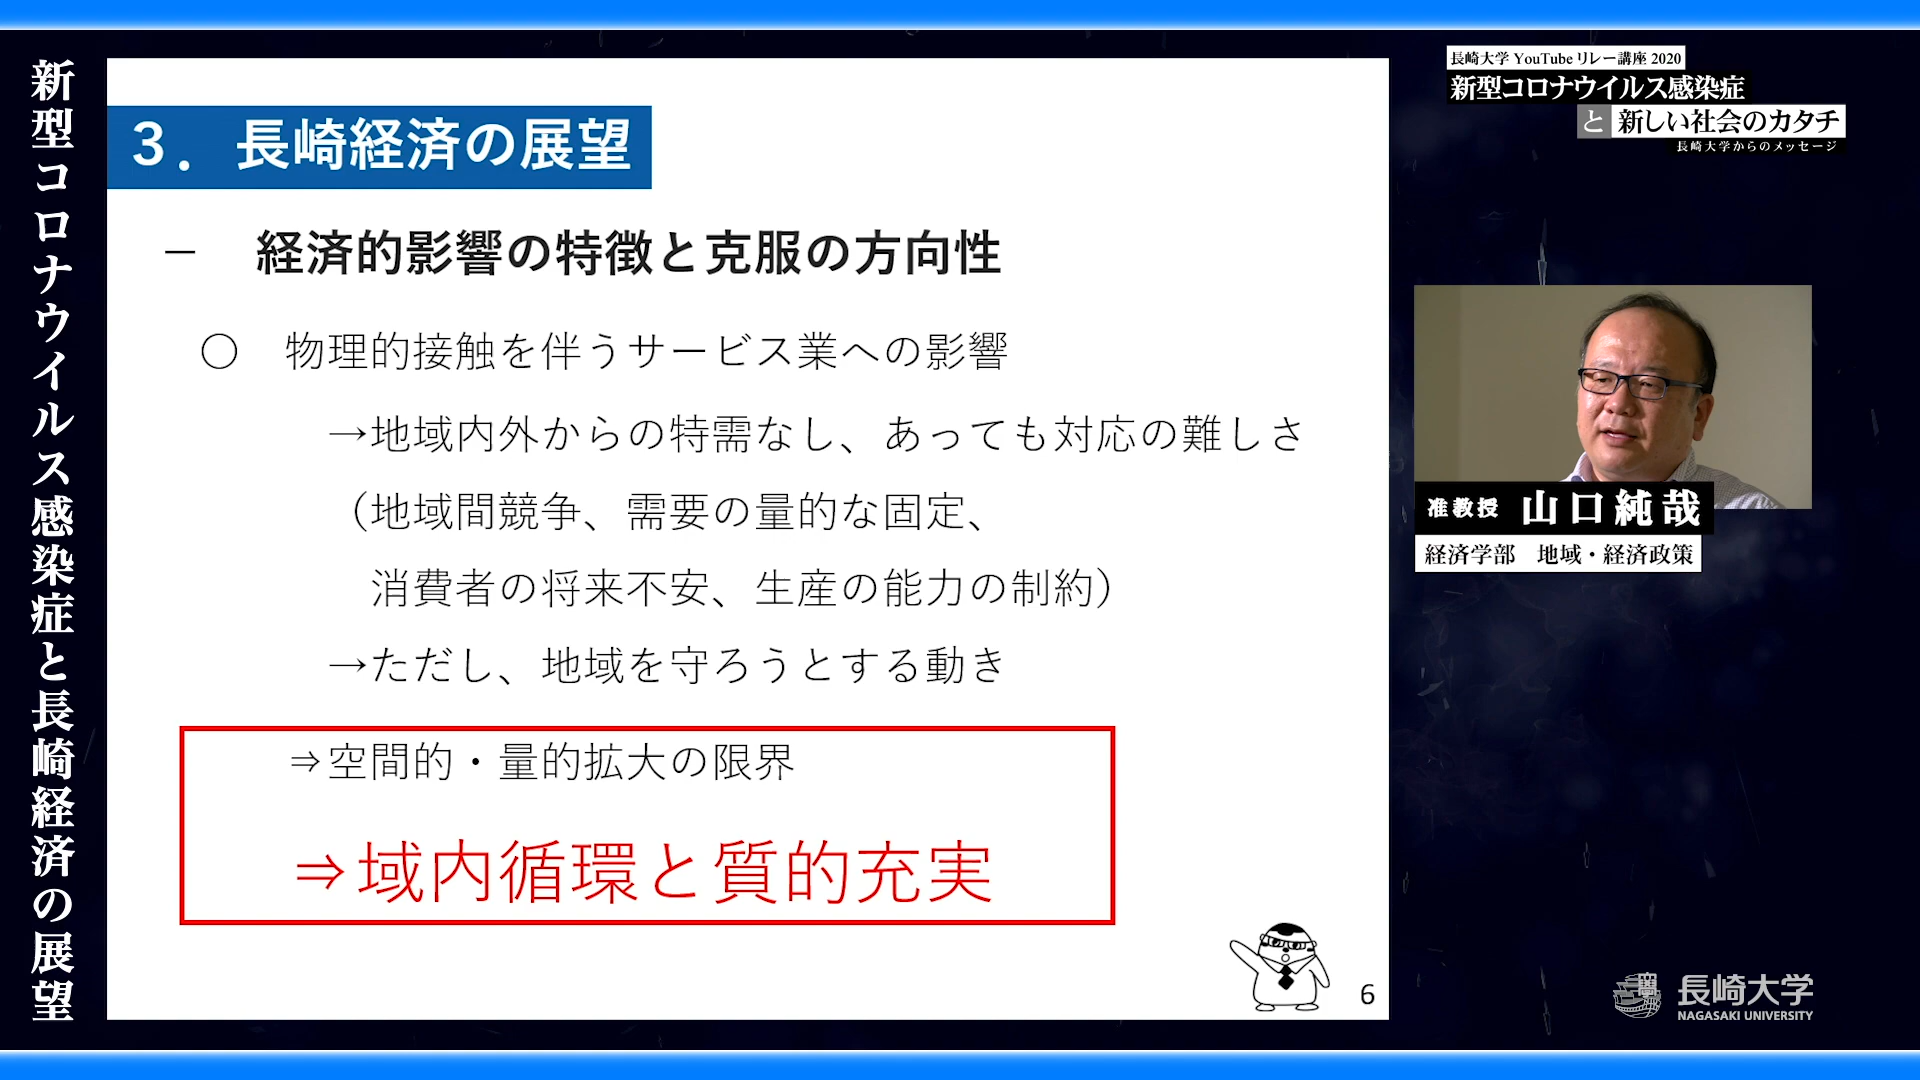 新型コロナウイルス感染症と長崎経済の展望
３．長崎経済の展望
－　経済的影響の特徴と克服の方向性
○　物理的接触を伴うサービス業への影響
→地域内外からの特需なし、あっても対応の難しさ
（地域間競争、需要の量的な固定、
消費者の将来不安、生産の能力の制約）
→ただし、地域を守ろうとする動き
⇒空間的・量的拡大の限界
⇒域内循環と質的充実
6
長崎大学 YouTube リレー講座 2020
新型コロナウイルス感染症
と 新しい社会のカタチ
長崎大学からのメッセージ
准教授 山口純哉
経済学部　地域・経済政策
長崎大学
NAGASAKI UNIVERSITY